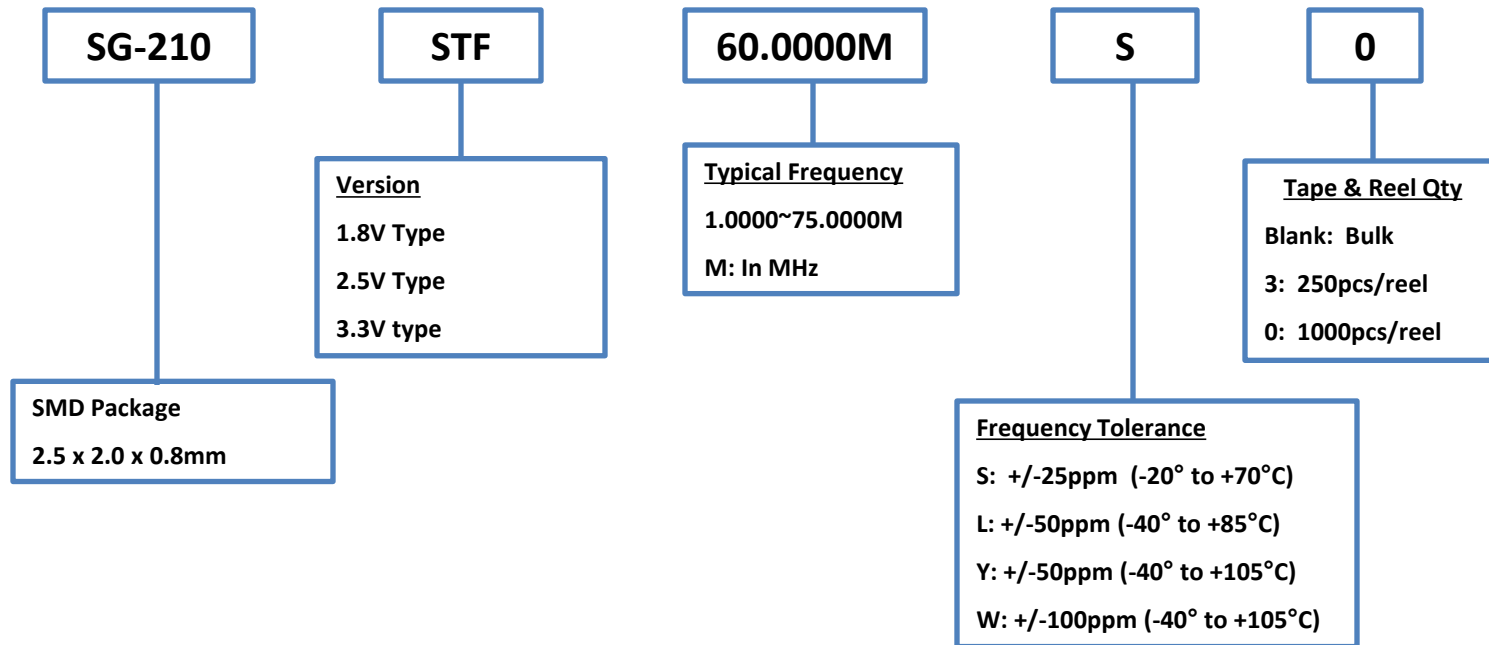 SG-210
STF
60.0000M
S
0
Version
1.8V Type
2.5V Type
3.3V type
Typical Frequency
1.0000~75.0000M
M: In MHz
Tape & Reel Qty
Blank:  Bulk
3:  250pcs/reel
0:  1000pcs/reel
SMD Package
2.5 x 2.0 x 0.8mm
Frequency Tolerance
S:  +/-25ppm  (-20° to +70°C)
L: +/-50ppm (-40° to +85°C)
Y: +/-50ppm (-40° to +105°C)
W: +/-100ppm (-40° to +105°C)